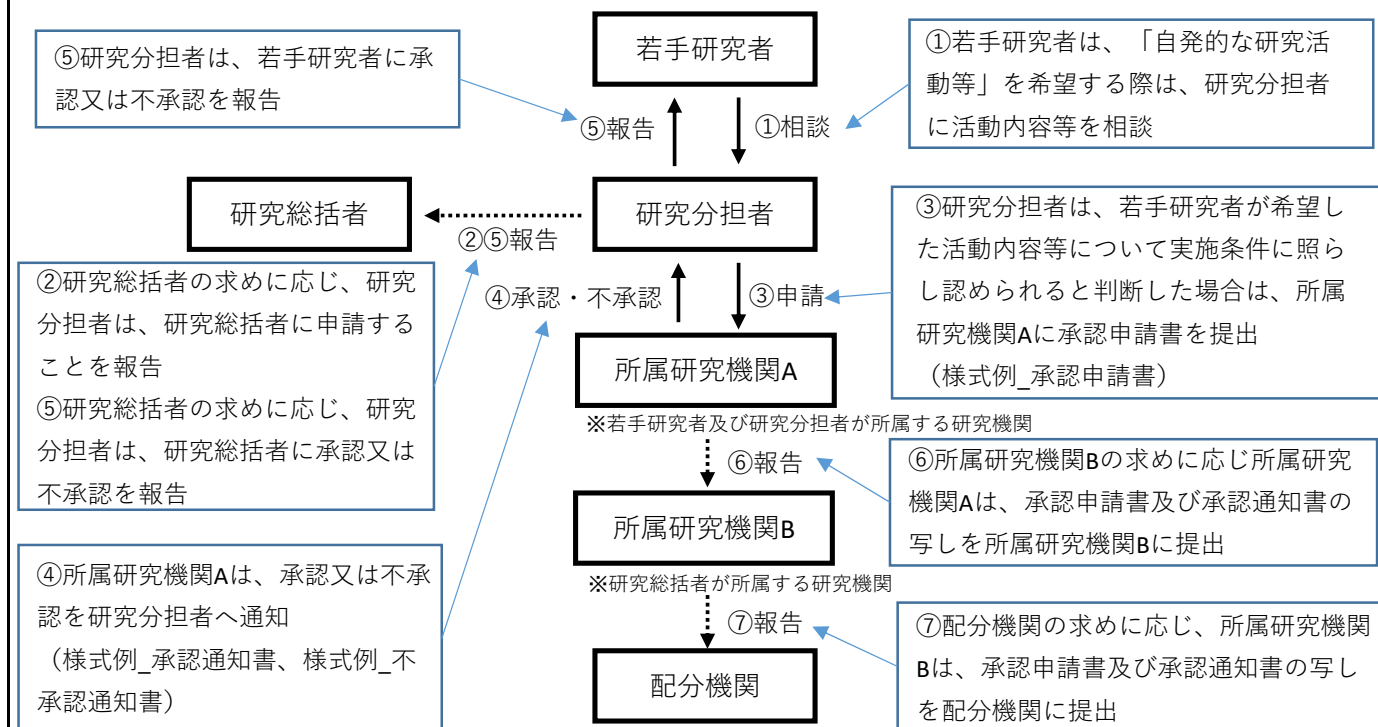 若手研究者
⑤研究分担者は、若手研究者に承
認又は不承認を報告
①若手研究者は、「自発的な研究活
動等」を希望する際は、研究分担者
に活動内容等を相談
⑤報告
①相談
研究総括者
研究分担者
②⑤報告
③研究分担者は、若手研究者が希望し
た活動内容等について実施条件に照ら
し認められると判断した場合は、所属
研究機関Aに承認申請書を提出
（様式例_承認申請書）
②研究総括者の求めに応じ、研究
分担者は、研究総括者に申請する
ことを報告
⑤研究総括者の求めに応じ、研究
分担者は、研究総括者に承認又は
不承認を報告
④承認・不承認
③申請
所属研究機関A
※若手研究者及び研究分担者が所属する研究機関
⑥報告
⑥所属研究機関Bの求めに応じ所属研究
機関Aは、承認申請書及び承認通知書の
写しを所属研究機関Bに提出
所属研究機関B
※研究総括者が所属する研究機関
④所属研究機関Aは、承認又は不承
認を研究分担者へ通知
（様式例_承認通知書、様式例_不
承認通知書）
⑦報告
⑦配分機関の求めに応じ、所属研究機関
Bは、承認申請書及び承認通知書の写し
を配分機関に提出
配分機関